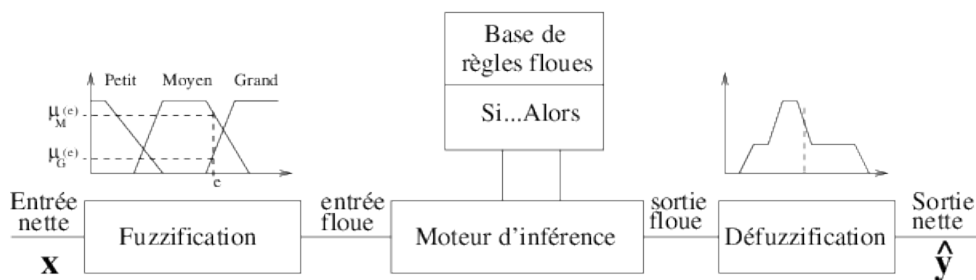 Base de
règles floues
Si...Alors
Petit Moyen Grand
μM(e)
μG(e)
e
Entrée
nette
x
Fuzzification
entrée
floue
Moteur d'inférence
sortie
floue
Défuzzification
Sortie
nette
ŷ